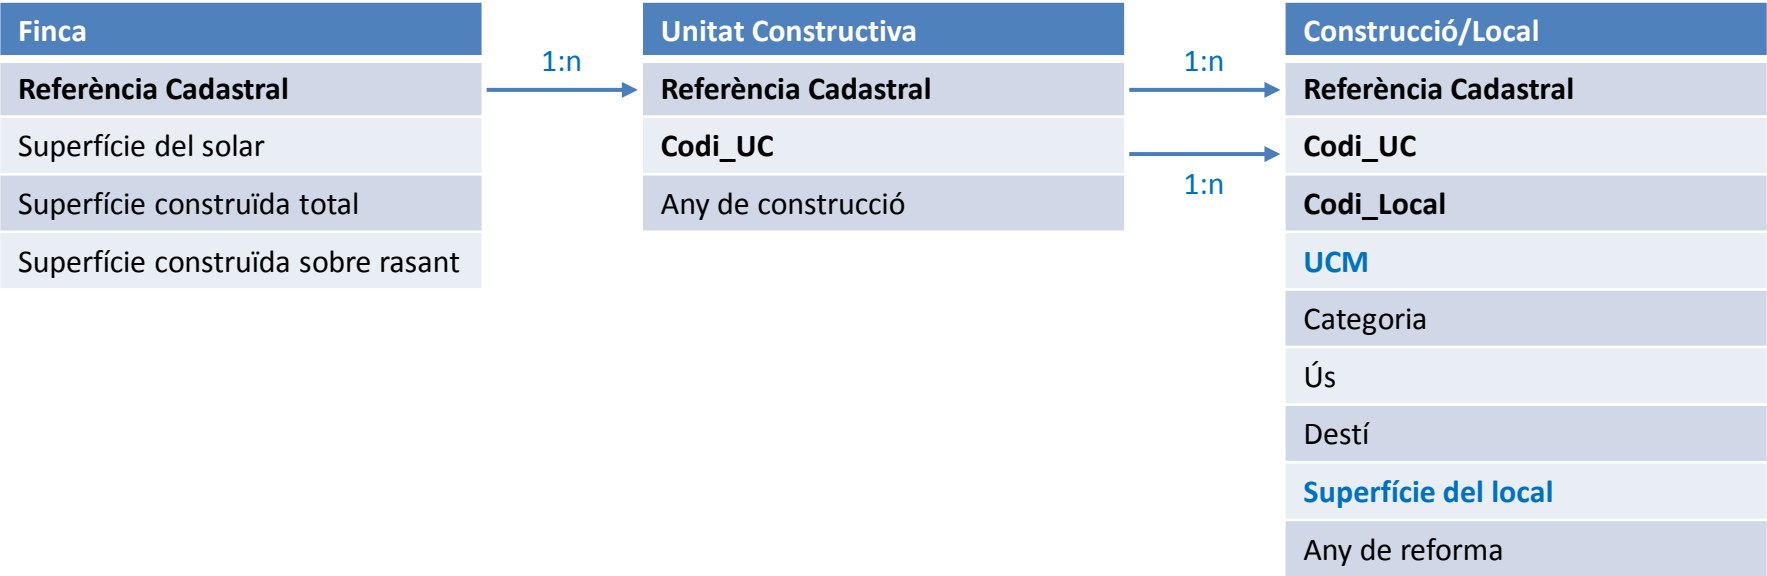 Finca
Referència Cadastral
Superfície del solar
Superfície construïda total
Superfície construïda sobre rasant
1:n
Unitat Constructiva
Referència Cadastral
Codi_UC
Any de construcció
1:n
1:n
Construcció/Local
Referència Cadastral
Codi_UC
Codi_Local
UCM
Categoria
Ús
Destí
Superfície del local
Any de reforma